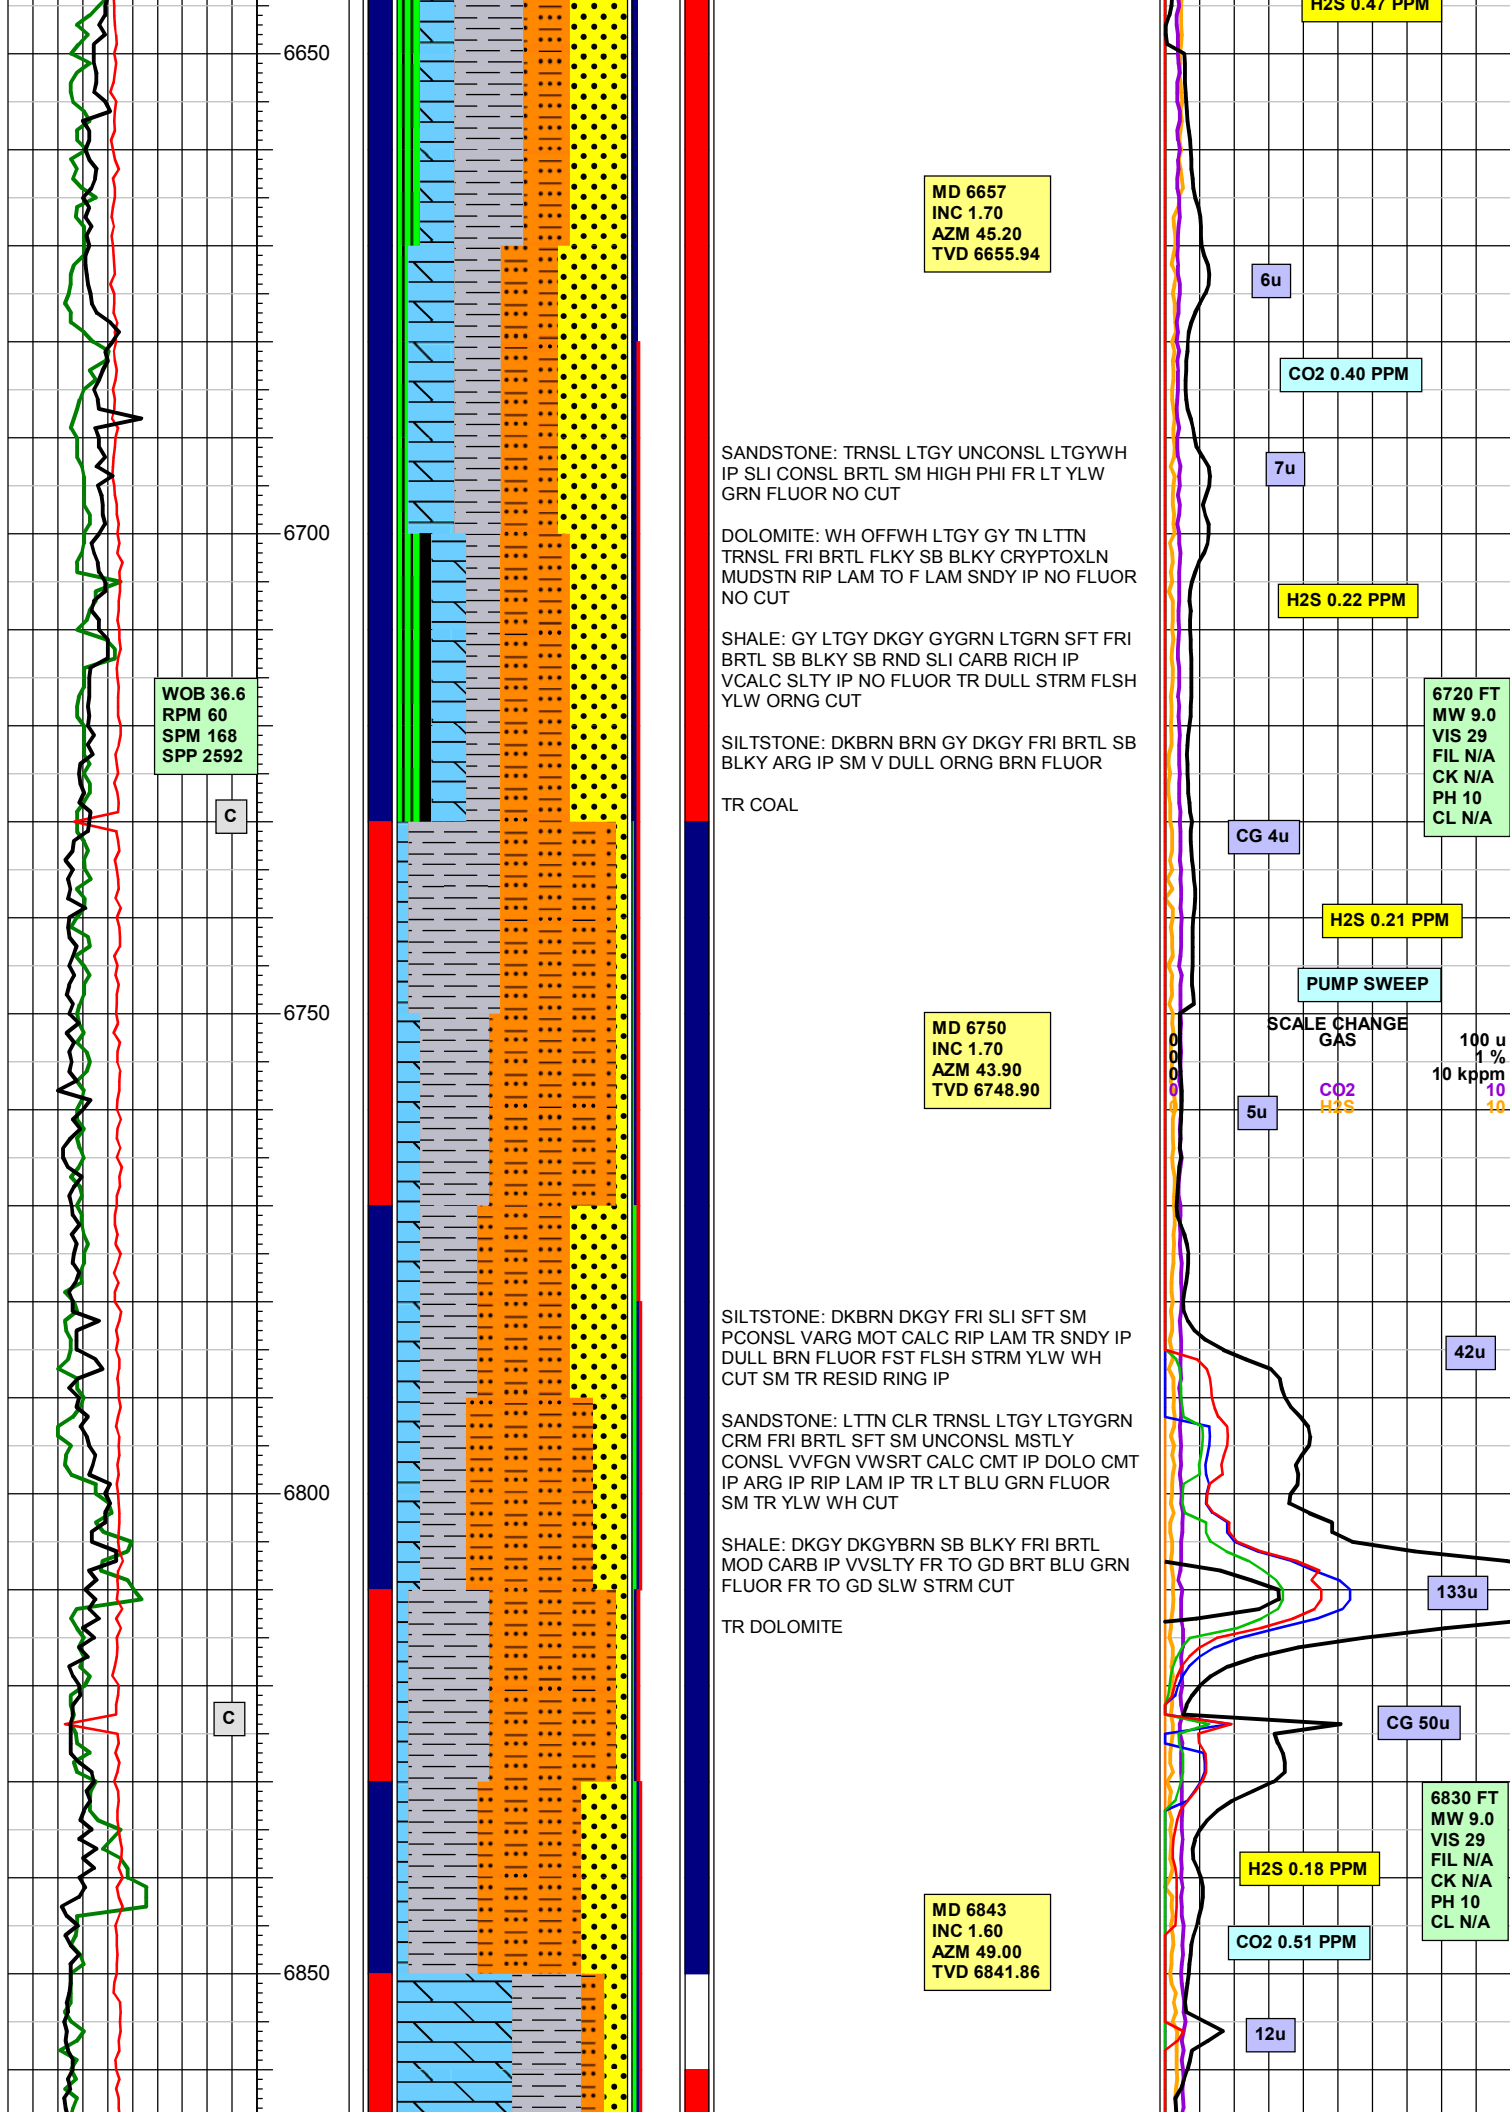 H2S 0.47 PPM
6650
MD 6657
INC 1.70
AZM 45.20
TVD 6655.94
6u
CO2 0.40 PPM
SANDSTONE: TRNSL LTGY UNCONSL LTGYWH
IP SLI CONSL BRTL SM HIGH PHI FR LT YLW
GRN FLUOR NO CUT
7u
6700
DOLOMITE: WH OFFWH LTGY GY TN LTTN
TRNSL FRI BRTL FLKY SB BLKY CRYPTOXLN
MUDSTN RIP LAM TO F LAM SNDY IP NO FLUOR
NO CUT
H2S 0.22 PPM
SHALE: GY LTGY DKGY GYGRN LTGRN SFT FRI
BRTL SB BLKY SB RND SLI CARB RICH IP
VCALC SLTY IP NO FLUOR TR DULL STRM FLSH
YLW ORNG CUT
WOB 36.6
RPM 60
SPM 168
SPP 2592
6720 FT
MW 9.0
VIS 29
FIL N/A
CK N/A
PH 10
CL N/A
SILTSTONE: DKBRN BRN GY DKGY FRI BRTL SB
BLKY ARG IP SM V DULL ORNG BRN FLUOR
TR COAL
C
CG 4u
H2S 0.21 PPM
PUMP SWEEP
6750
MD 6750
INC 1.70
AZM 43.90
TVD 6748.90
SCALE CHANGE
0 GAS 100 u
0 1 %
0 10 kppm
0 CO2 10
0 H2S 10
5u
SILTSTONE: DKBRN DKGY FRI SLI SFT SM
PCONSL VARG MOT CALC RIP LAM TR SNDY IP
DULL BRN FLUOR FST FLSH STRM YLW WH
CUT SM TR RESID RING IP
42u
SANDSTONE: LTTN CLR TRNSL LTGY LTGYGRN
CRM FRI BRTL SFT SM UNCONSL MSTLY
CONSL VVFGN VWSRT CALC CMT IP DOLO CMT
IP ARG IP RIP LAM IP TR LT BLU GRN FLUOR
SM TR YLW WH CUT
6800
SHALE: DKGY DKGYBRN SB BLKY FRI BRTL
MOD CARB IP VVSLTY FR TO GD BRT BLU GRN
FLUOR FR TO GD SLW STRM CUT
133u
TR DOLOMITE
C
CG 50u
6830 FT
MW 9.0
VIS 29
FIL N/A
CK N/A
PH 10
CL N/A
H2S 0.18 PPM
MD 6843
INC 1.60
AZM 49.00
TVD 6841.86
CO2 0.51 PPM
6850
12u